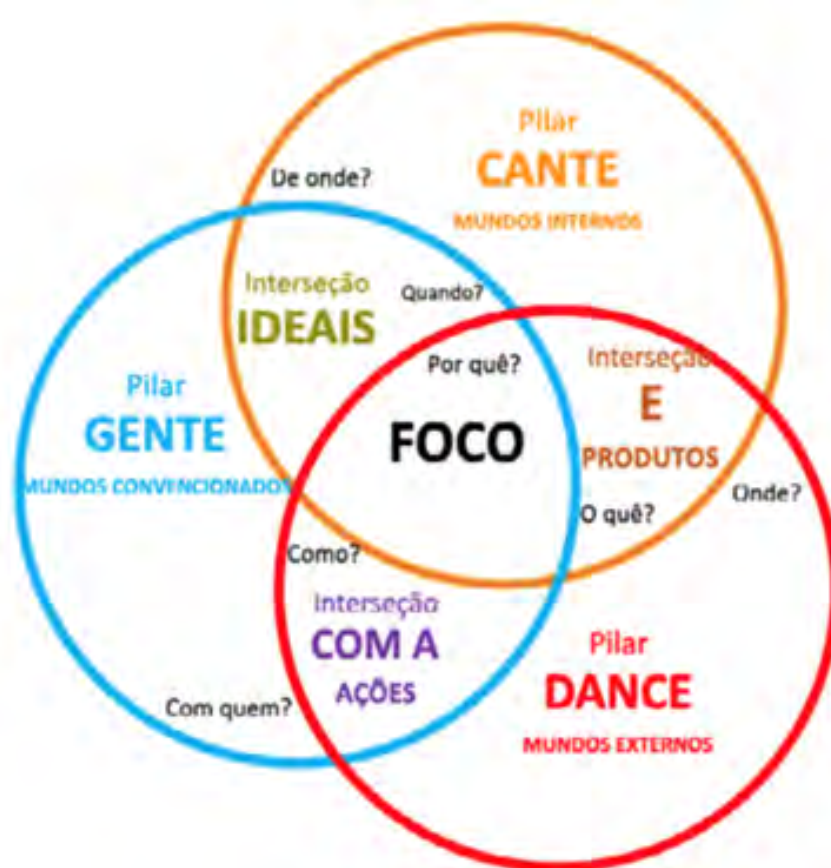 Pilar
CANTE
MUNDOS INTERNOS
De onde?
Interseção
IDEAIS
Quando?
Por quê?
FOCO
Interseção
E
PRODUTOS
Onde?
O quê?
Pilar
GENTE
MUNDOS CONVENCIONADOS
Como?
Interseção
COM A
AÇÕES
Com quem?
Pilar
DANCE
MUNDOS EXTERNOS